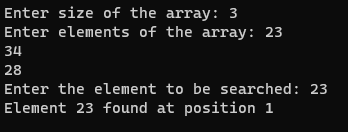 Enter size of the array: 3
Enter elements of the array: 23
34
28
Enter the element to be searched: 23
Element 23 found at position 1